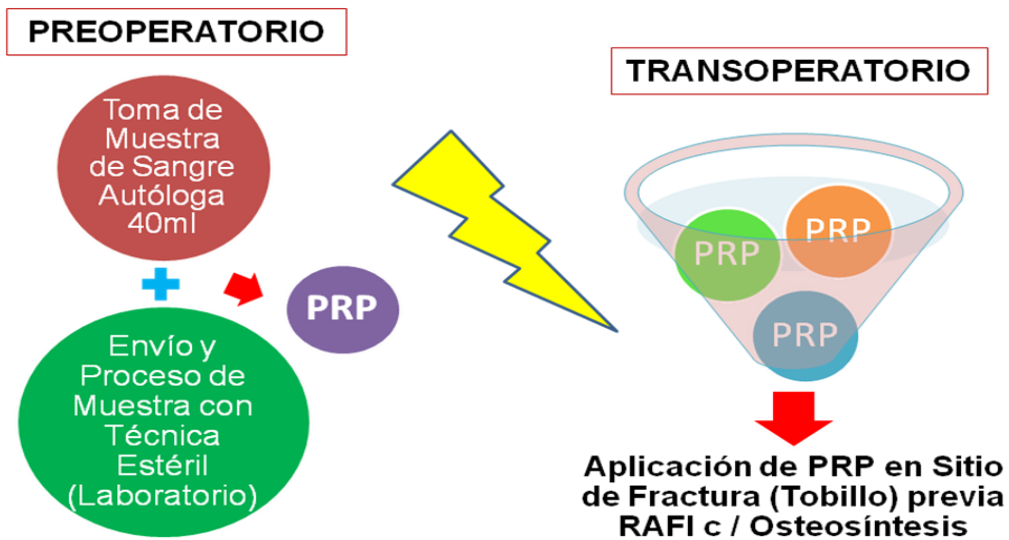 PREOPERATORIO
Toma de
Muestra
de Sangre
Autóloga
40ml
PRP
Envío y
Proceso de
Muestra con
Técnica
Estéril
(Laboratorio)
TRANSOPERATORIO
PRP
PRP
PRP
Aplicación de PRP en Sitio
de Fractura (Tobillo) previa
RAFI c / Osteosíntesis